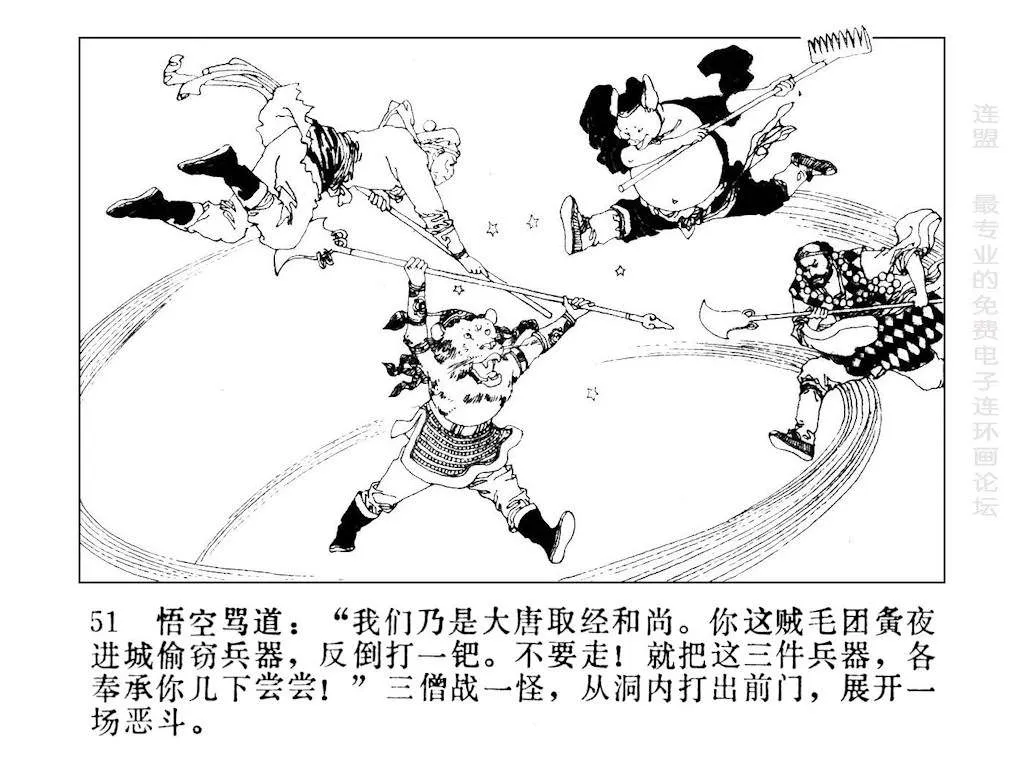 51 悟空骂道：“我们乃是大唐取经和尚。你这贼毛团夤夜
进城偷窃兵器，反倒打一钯。不要走！就把这三件兵器，各
奉承你几下尝尝！”三僧战一怪，从洞内打出前门，展开一
场恶斗。
连盟 最专业的免费电子连环画论坛